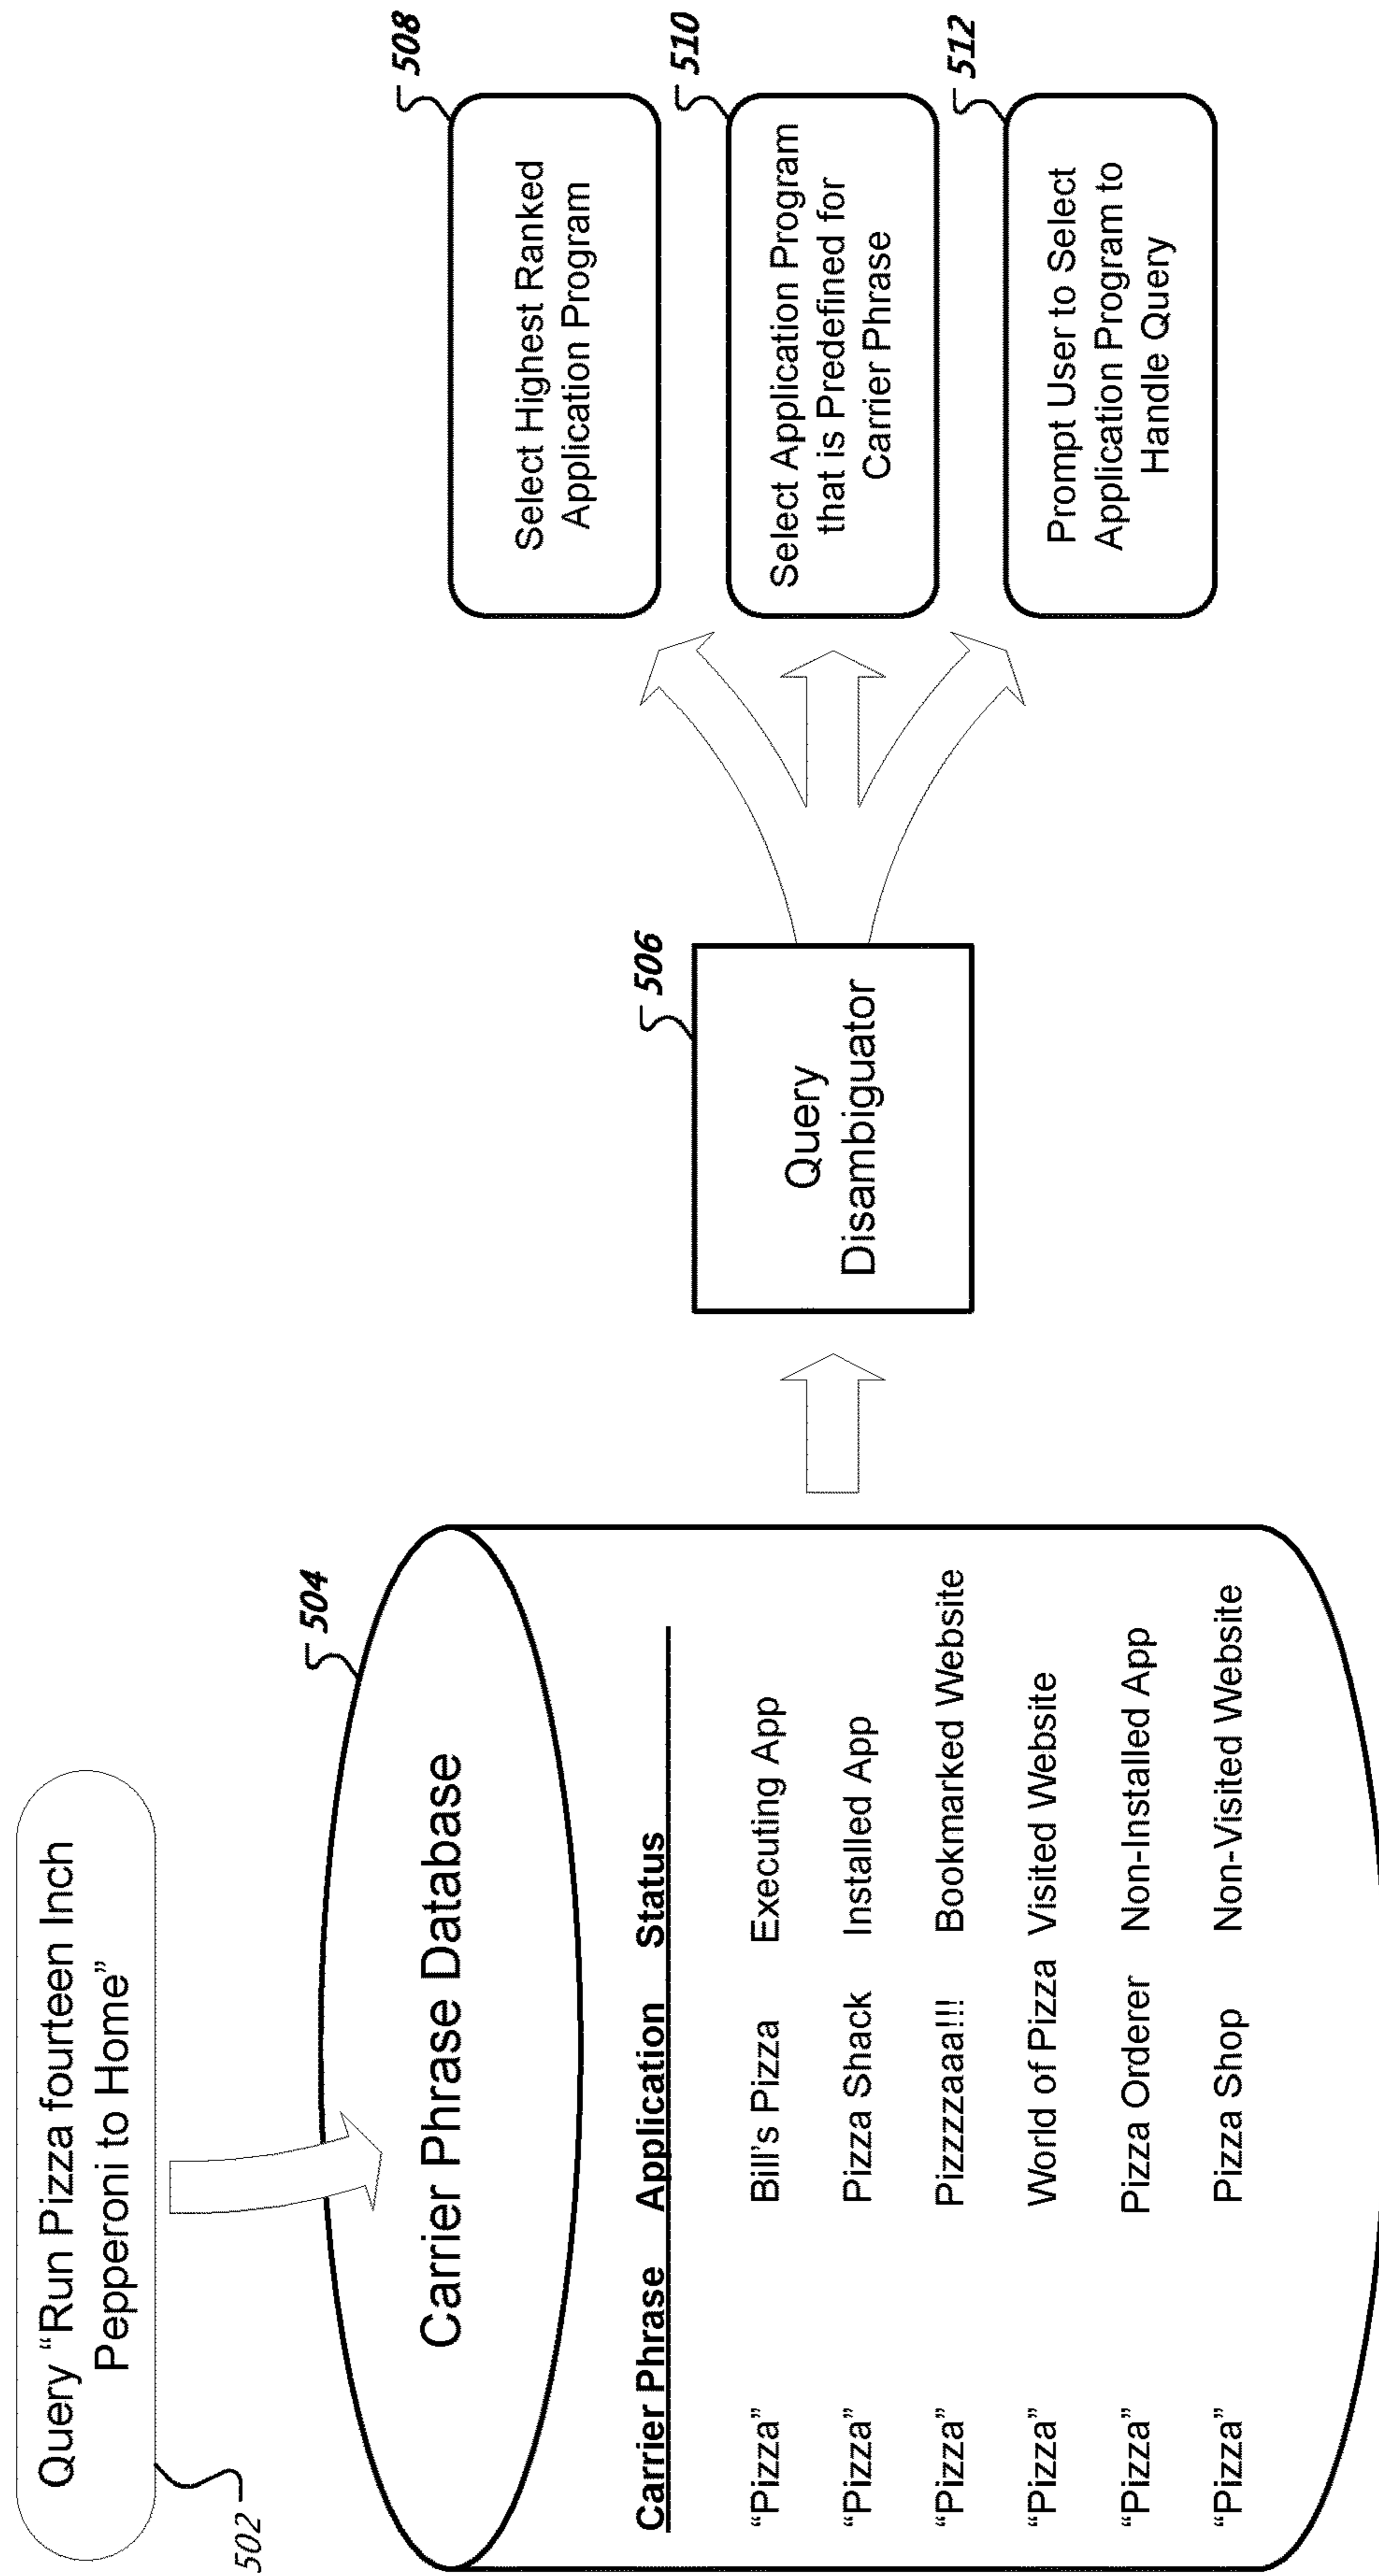 Query “Run Pizza fourteen Inch
Pepperoni to Home”
502
504
Carrier Phrase Database
Carrier Phrase Application Status
“Pizza” Bill's Pizza Executing App
“Pizza” Pizza Shack Installed App
“Pizza” Pizzzzaaa!!! Bookmarked Website
“Pizza” World of Pizza Visited Website
“Pizza” Pizza Orderer Non-Installed App
“Pizza” Pizza Shop Non-Visited Website
506
Query
Disambiguator
508
Select Highest Ranked
Application Program
510
Select Application Program
that is Predefined for
Carrier Phrase
512
Prompt User to Select
Application Program to
Handle Query